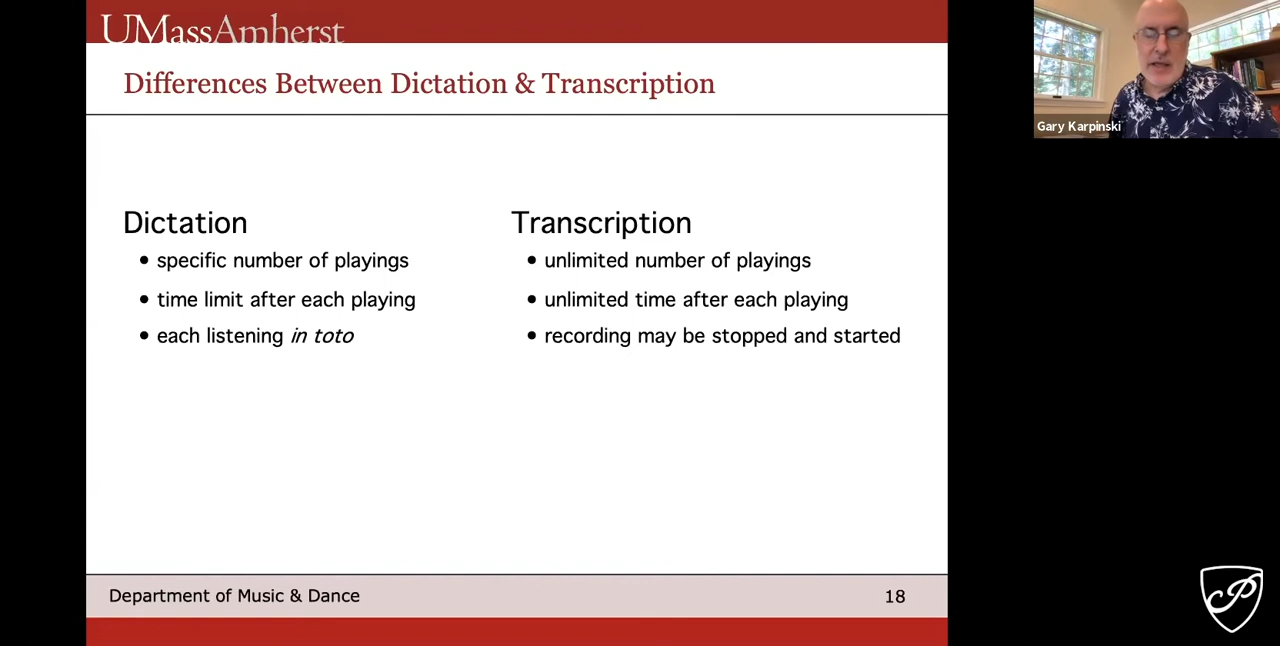 UMassAmherst
Differences Between Dictation & Transcription
Dictation
• specific number of playings
• time limit after each playing
• each listening in toto
Transcription
• unlimited number of playings
• unlimited time after each playing
• recording may be stopped and started
Department of Music & Dance
18
Gary Karpinski